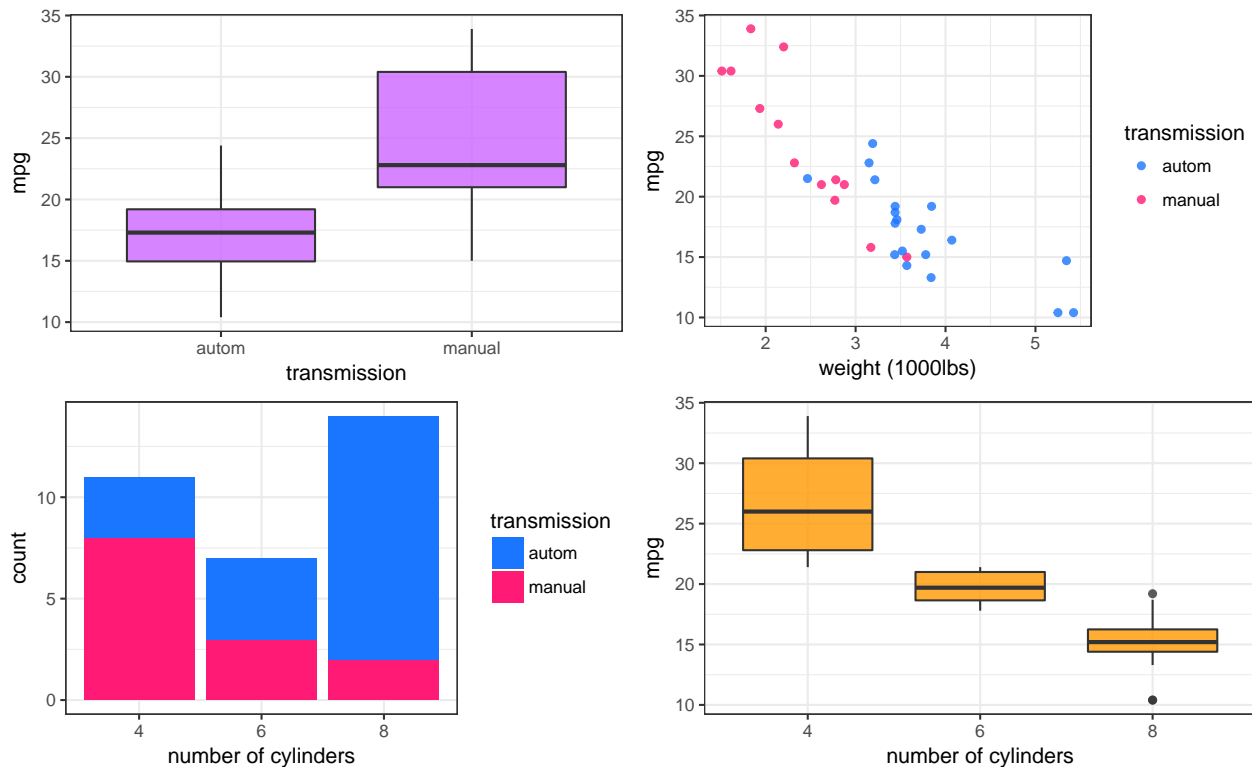 35
30
25
20
15
10
mpg
autom
manual
transmission
35
30
25
20
15
10
mpg
2
3
4
5
weight (1000lbs)
transmission
autom
manual
10
5
0
count
4
6
8
number of cylinders
transmission
autom
manual
35
30
25
20
15
10
mpg
4
6
8
number of cylinders